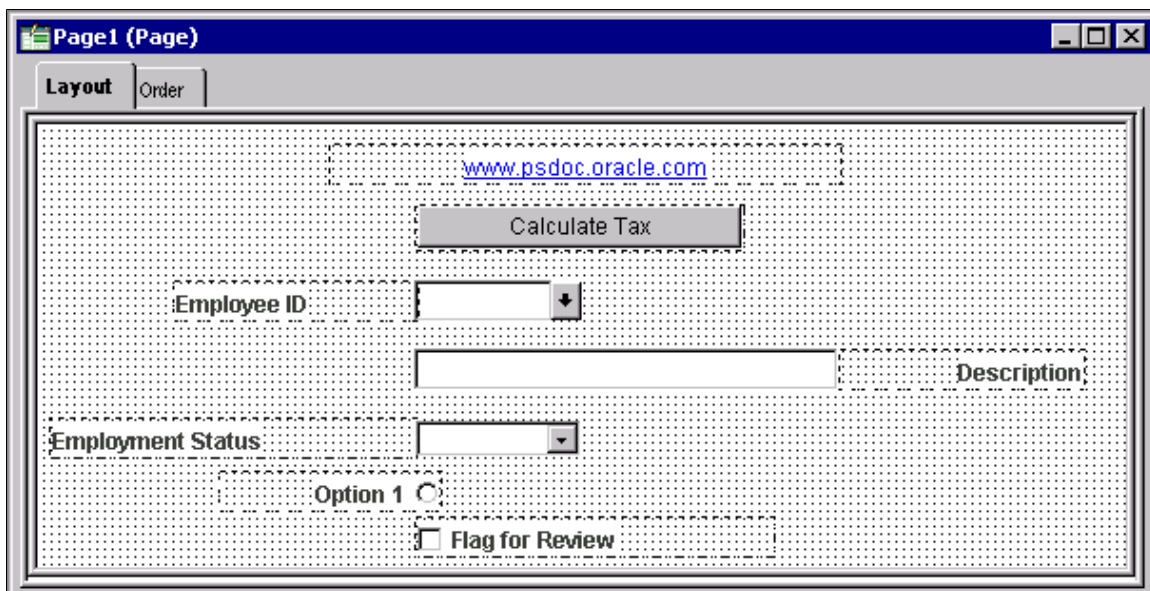 Page1 (Page)
Layout Order
www.psdoc.oracle.com
Calculate Tax
Employee ID
Description
Employment Status
Option 1
Flag for Review